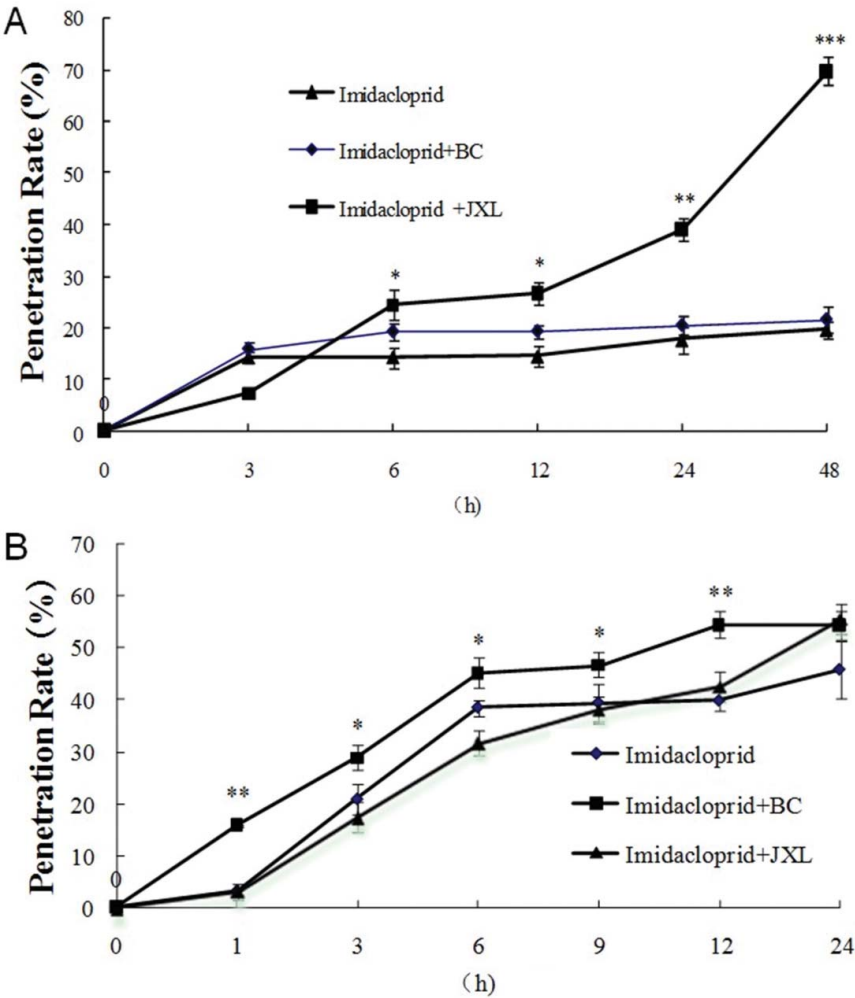 A
80
70
60
50
40
30
20
10
0
Penetration Rate (%)
Imidacloprid
Imidacloprid+BC
Imidacloprid +JXL
*
*
**
***
0
0 3 6 12 24 48
(h)
B
70
60
50
40
30
20
10
0
Penetration Rate (%)
**
*
*
*
**
Imidacloprid
Imidacloprid+BC
Imidacloprid+JXL
0
0 1 3 6 9 12 24
(h)